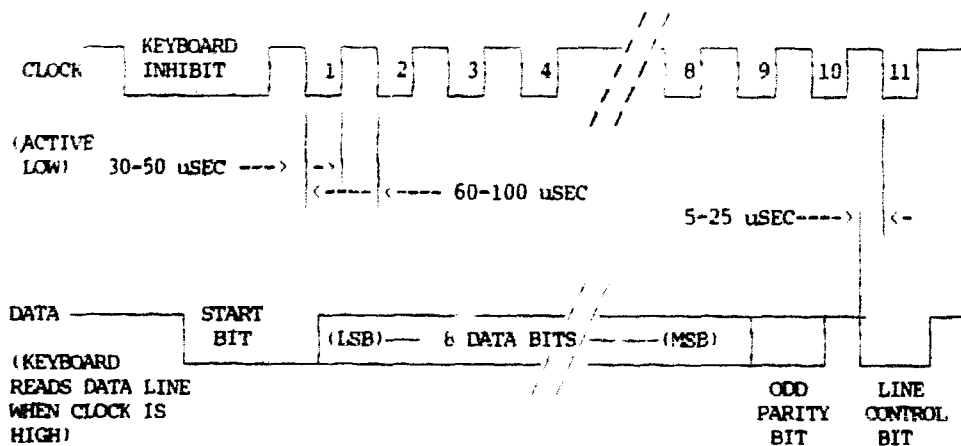 KEYBOARD
INHIBIT
CLOCK
1 2 3 4 8 9 10 11
(ACTIVE
LOW)
30-50 uSEC
60-100 uSEC
5-25 uSEC
DATA
START
BIT
(LSB) 8 DATA BITS (MSB)
(KEYBOARD
READS DATA LINE
WHEN CLOCK IS
HIGH)
ODD
PARITY
BIT
LINE
CONTROL
BIT